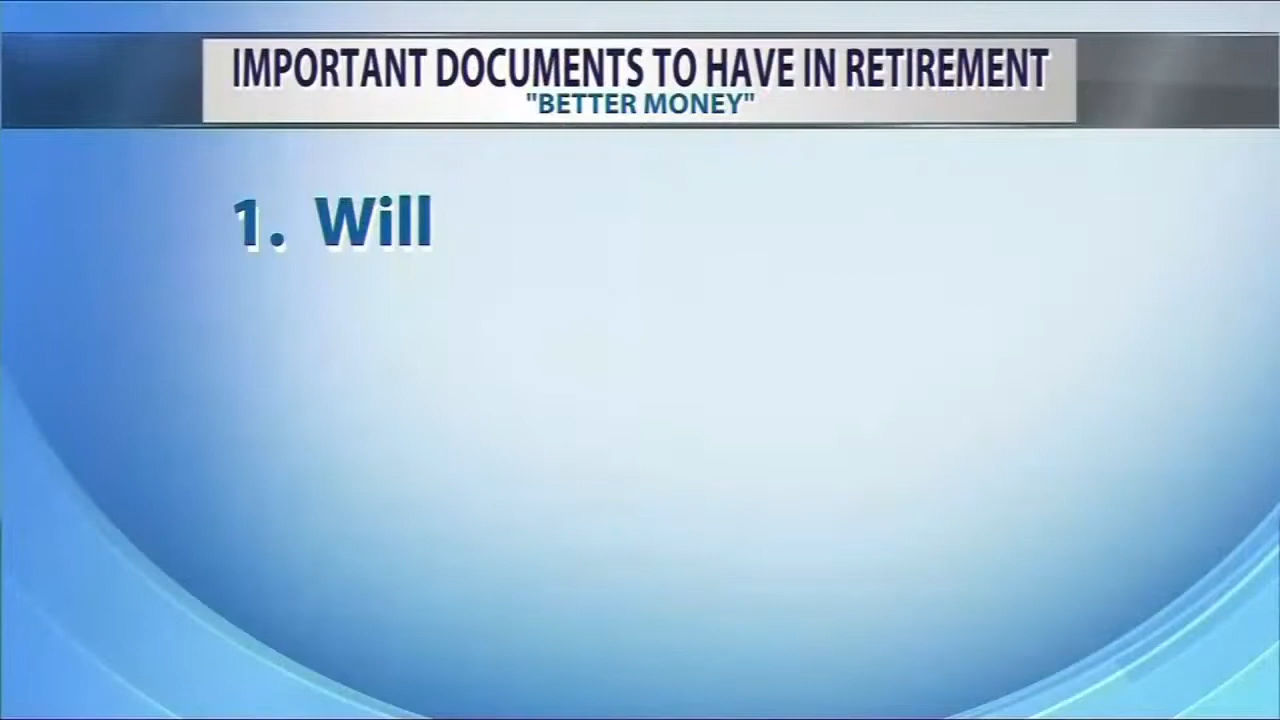 IMPORTANT DOCUMENTS TO HAVE IN RETIREMENT
"BETTER MONEY"
1. Will